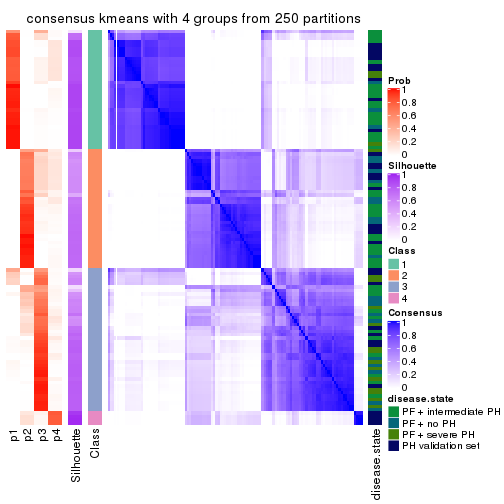 consensus kmeans with 4 groups from 250 partitions
Prob
1
0.8
0.6
0.4
0.2
0
Silhouette
1
0.8
0.6
0.4
0.2
0
Class
1
2
3
4
Consensus
1
0.8
0.6
0.4
0.2
0
disease.state
PF + intermediate PH
PF + no PH
PF + severe PH
PH validation set
p1
p2
p3
p4
Silhouette
Class
disease.state